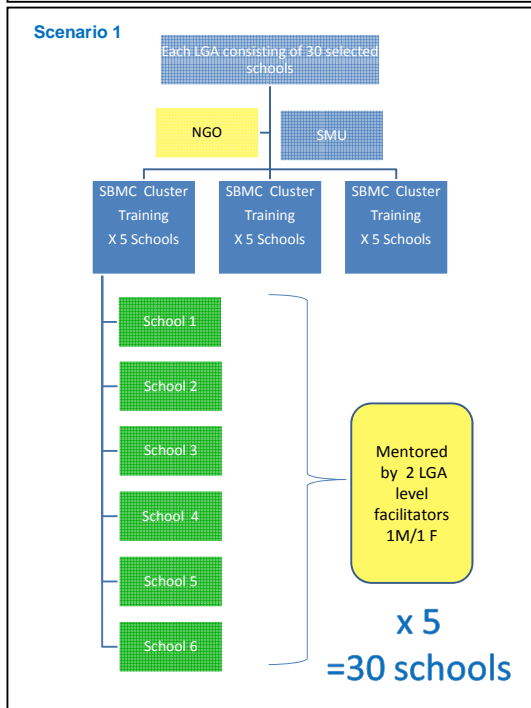 Scenario 1
Each LGA consisting of 30 selected
schools
NGO
SMU
SBMC Cluster
Training
X 5 Schools
SBMC Cluster
Training
X 5 Schools
SBMC Cluster
Training
X 5 Schools
School 1
School 2
School 3
School 4
School 5
School 6
Mentored
by 2 LGA
level
facilitators
1M/1 F
x 5
=30 schools